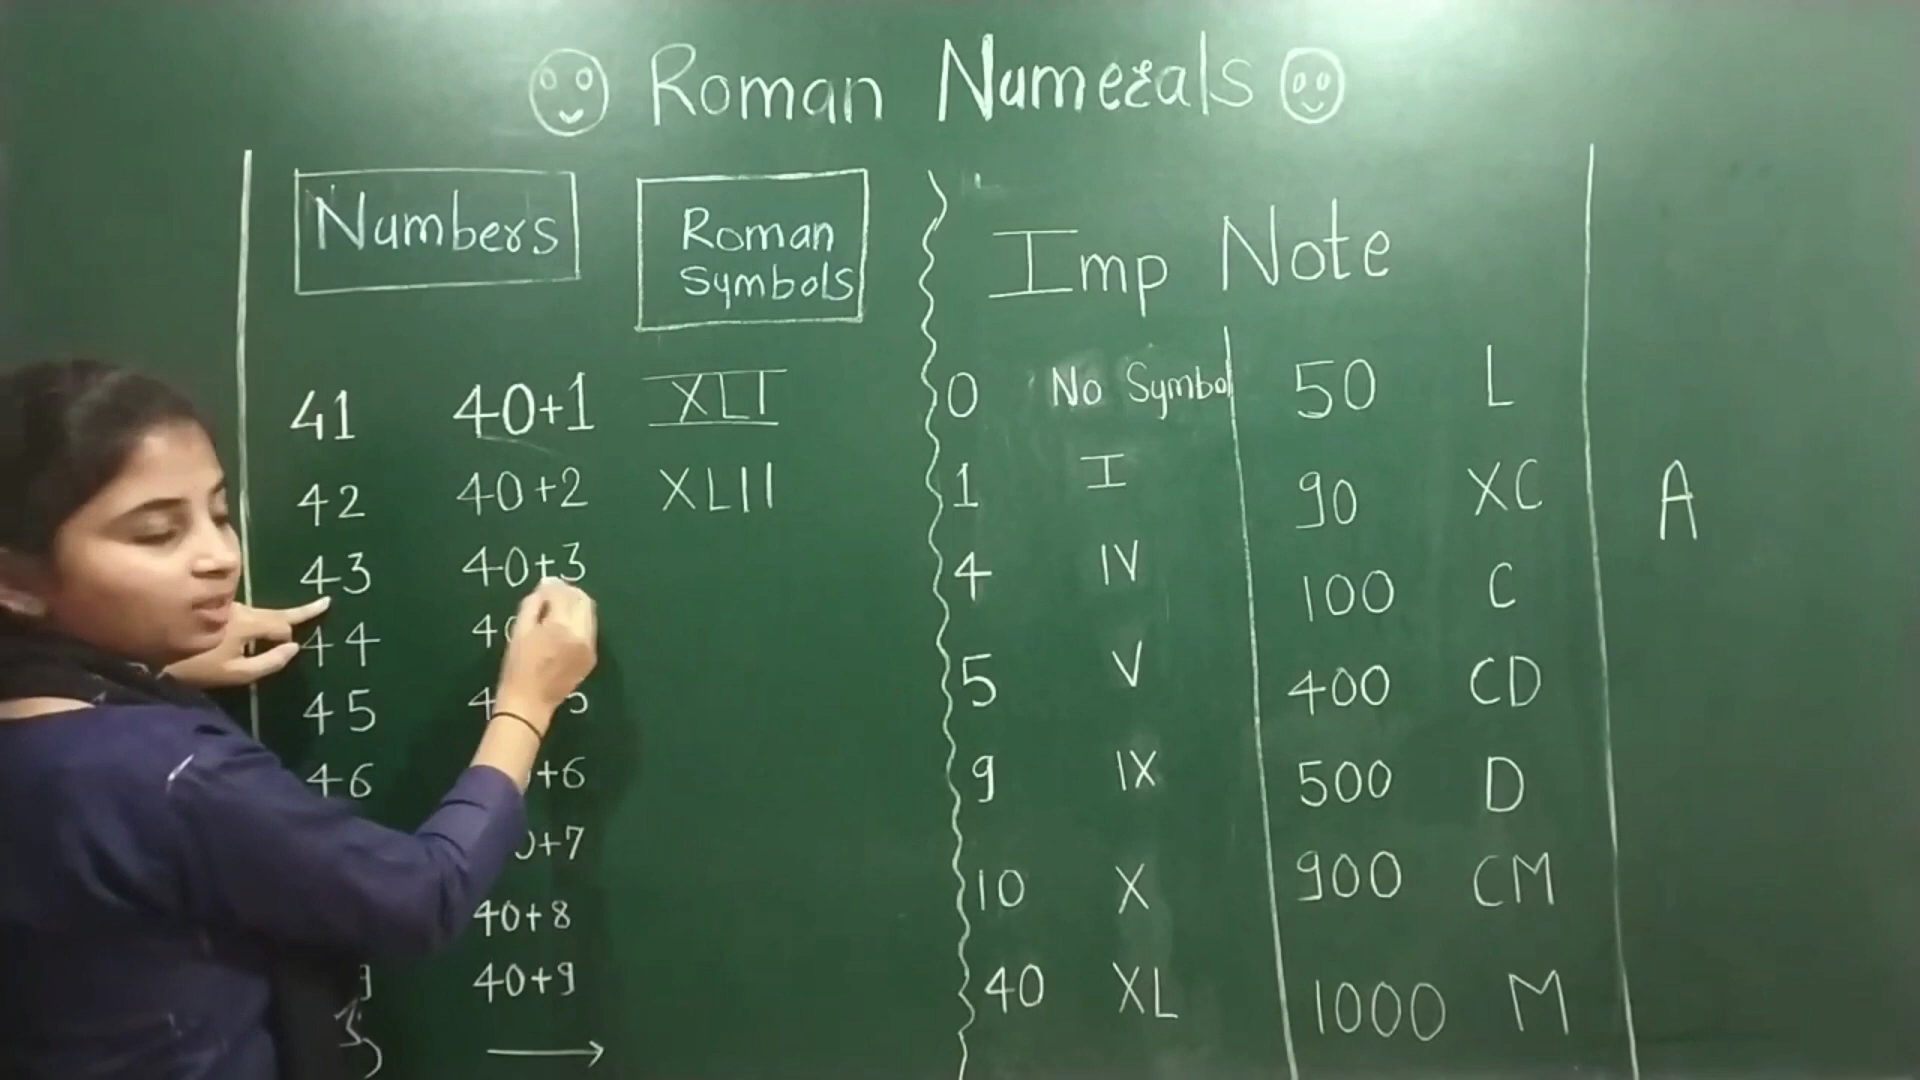 Roman Numerals
Numbers
Roman
Symbols
41 40+1 XLI
42 40+2 XLII
43 40+3
44
45
46 +6
+7
40+8
9 40+9
Imp Note
0 No Symbol 50 L
1 I 90 XC
4 IV 100 C
5 V 400 CD
9 IX 500 D
10 X 900 CM
40 XL 1000 M
A